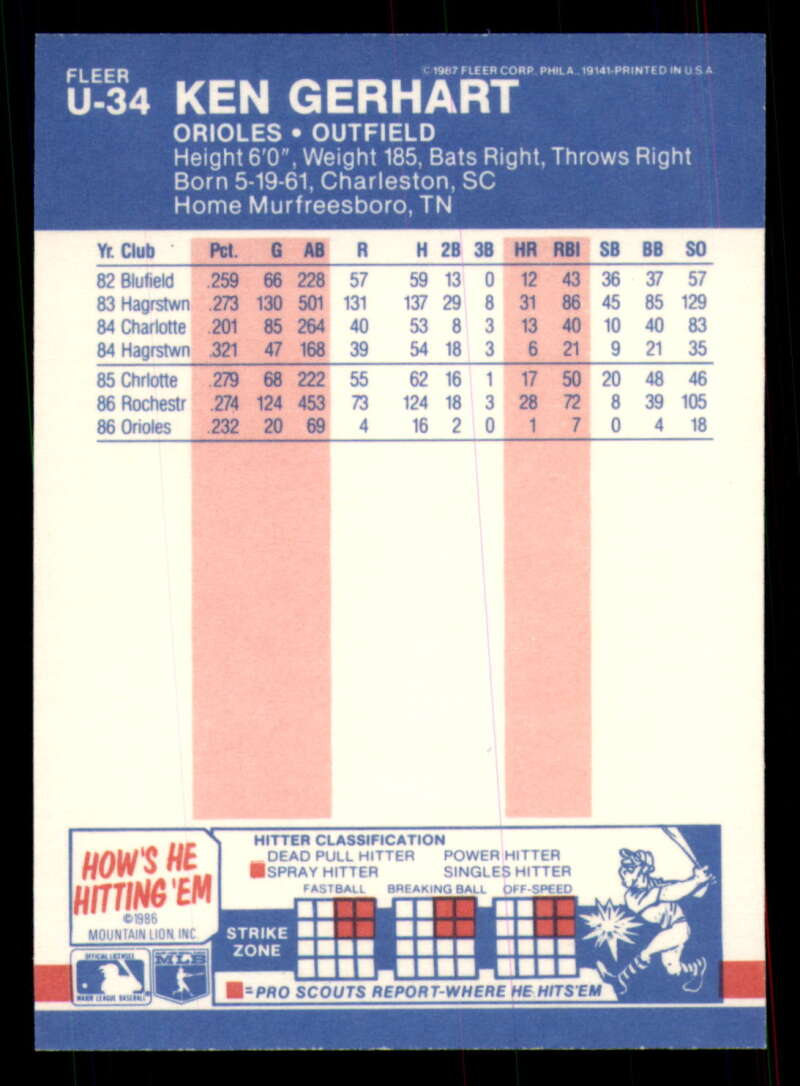 FLEER
©1987 FLEER CORP. PHILA., 19141-PRINTED IN U.S.A.
U-34 KEN GERHART
ORIOLES • OUTFIELD
Height 6'0", Weight 185, Bats Right, Throws Right
Born 5-19-61, Charleston, SC
Home Murfreesboro, TN
Yr. Club Pct. G AB R H 2B 3B HR RBI SB BB SO
82 Blufield .259 66 228 57 59 13 0 12 43 36 37 57
83 Hagrstwn .273 130 501 131 137 29 8 31 86 45 85 129
84 Charlotte .201 85 264 40 53 8 3 13 40 10 40 83
84 Hagrstwn .321 47 168 39 54 18 3 6 21 9 21 35
85 Chrlotte .279 68 222 55 62 16 1 17 50 20 48 46
86 Rochestr .274 124 453 73 124 18 3 28 72 8 39 105
86 Orioles .232 20 69 4 16 2 0 1 7 0 4 18
HOW'S HE
HITTING 'EM
©1986
MOUNTAIN LION, INC.
HITTER CLASSIFICATION
DEAD PULL HITTER POWER HITTER
SPRAY HITTER SINGLES HITTER
FASTBALL BREAKING BALL OFF-SPEED
STRIKE
ZONE
=PRO SCOUTS REPORT-WHERE HE HITS 'EM
OFFICIAL LICENSEE
MAJOR LEAGUE BASEBALL
MLB